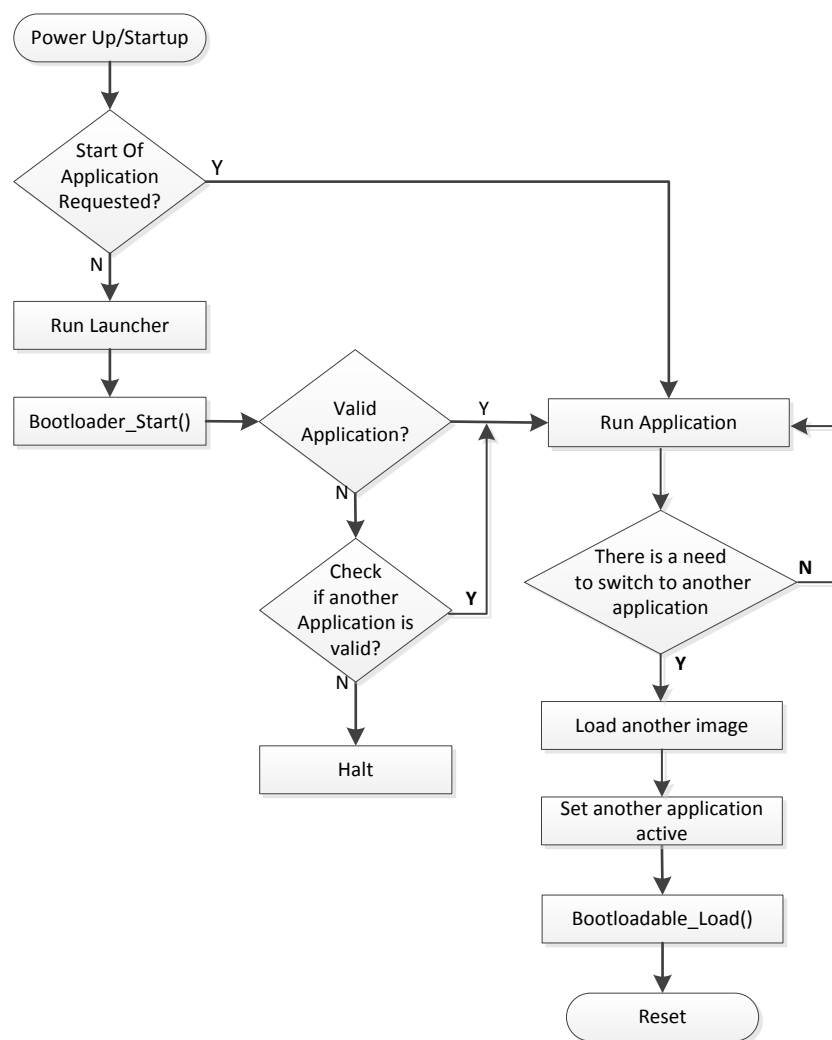 Power Up/Startup
Start Of
Application
Requested?
Y
N
Run Launcher
Bootloader_Start()
Valid
Application?
Y
N
Check
if another
Application is
valid?
Y
N
Halt
Run Application
There is a need
to switch to another
application
N
Y
Load another image
Set another application
active
Bootloadable_Load()
Reset